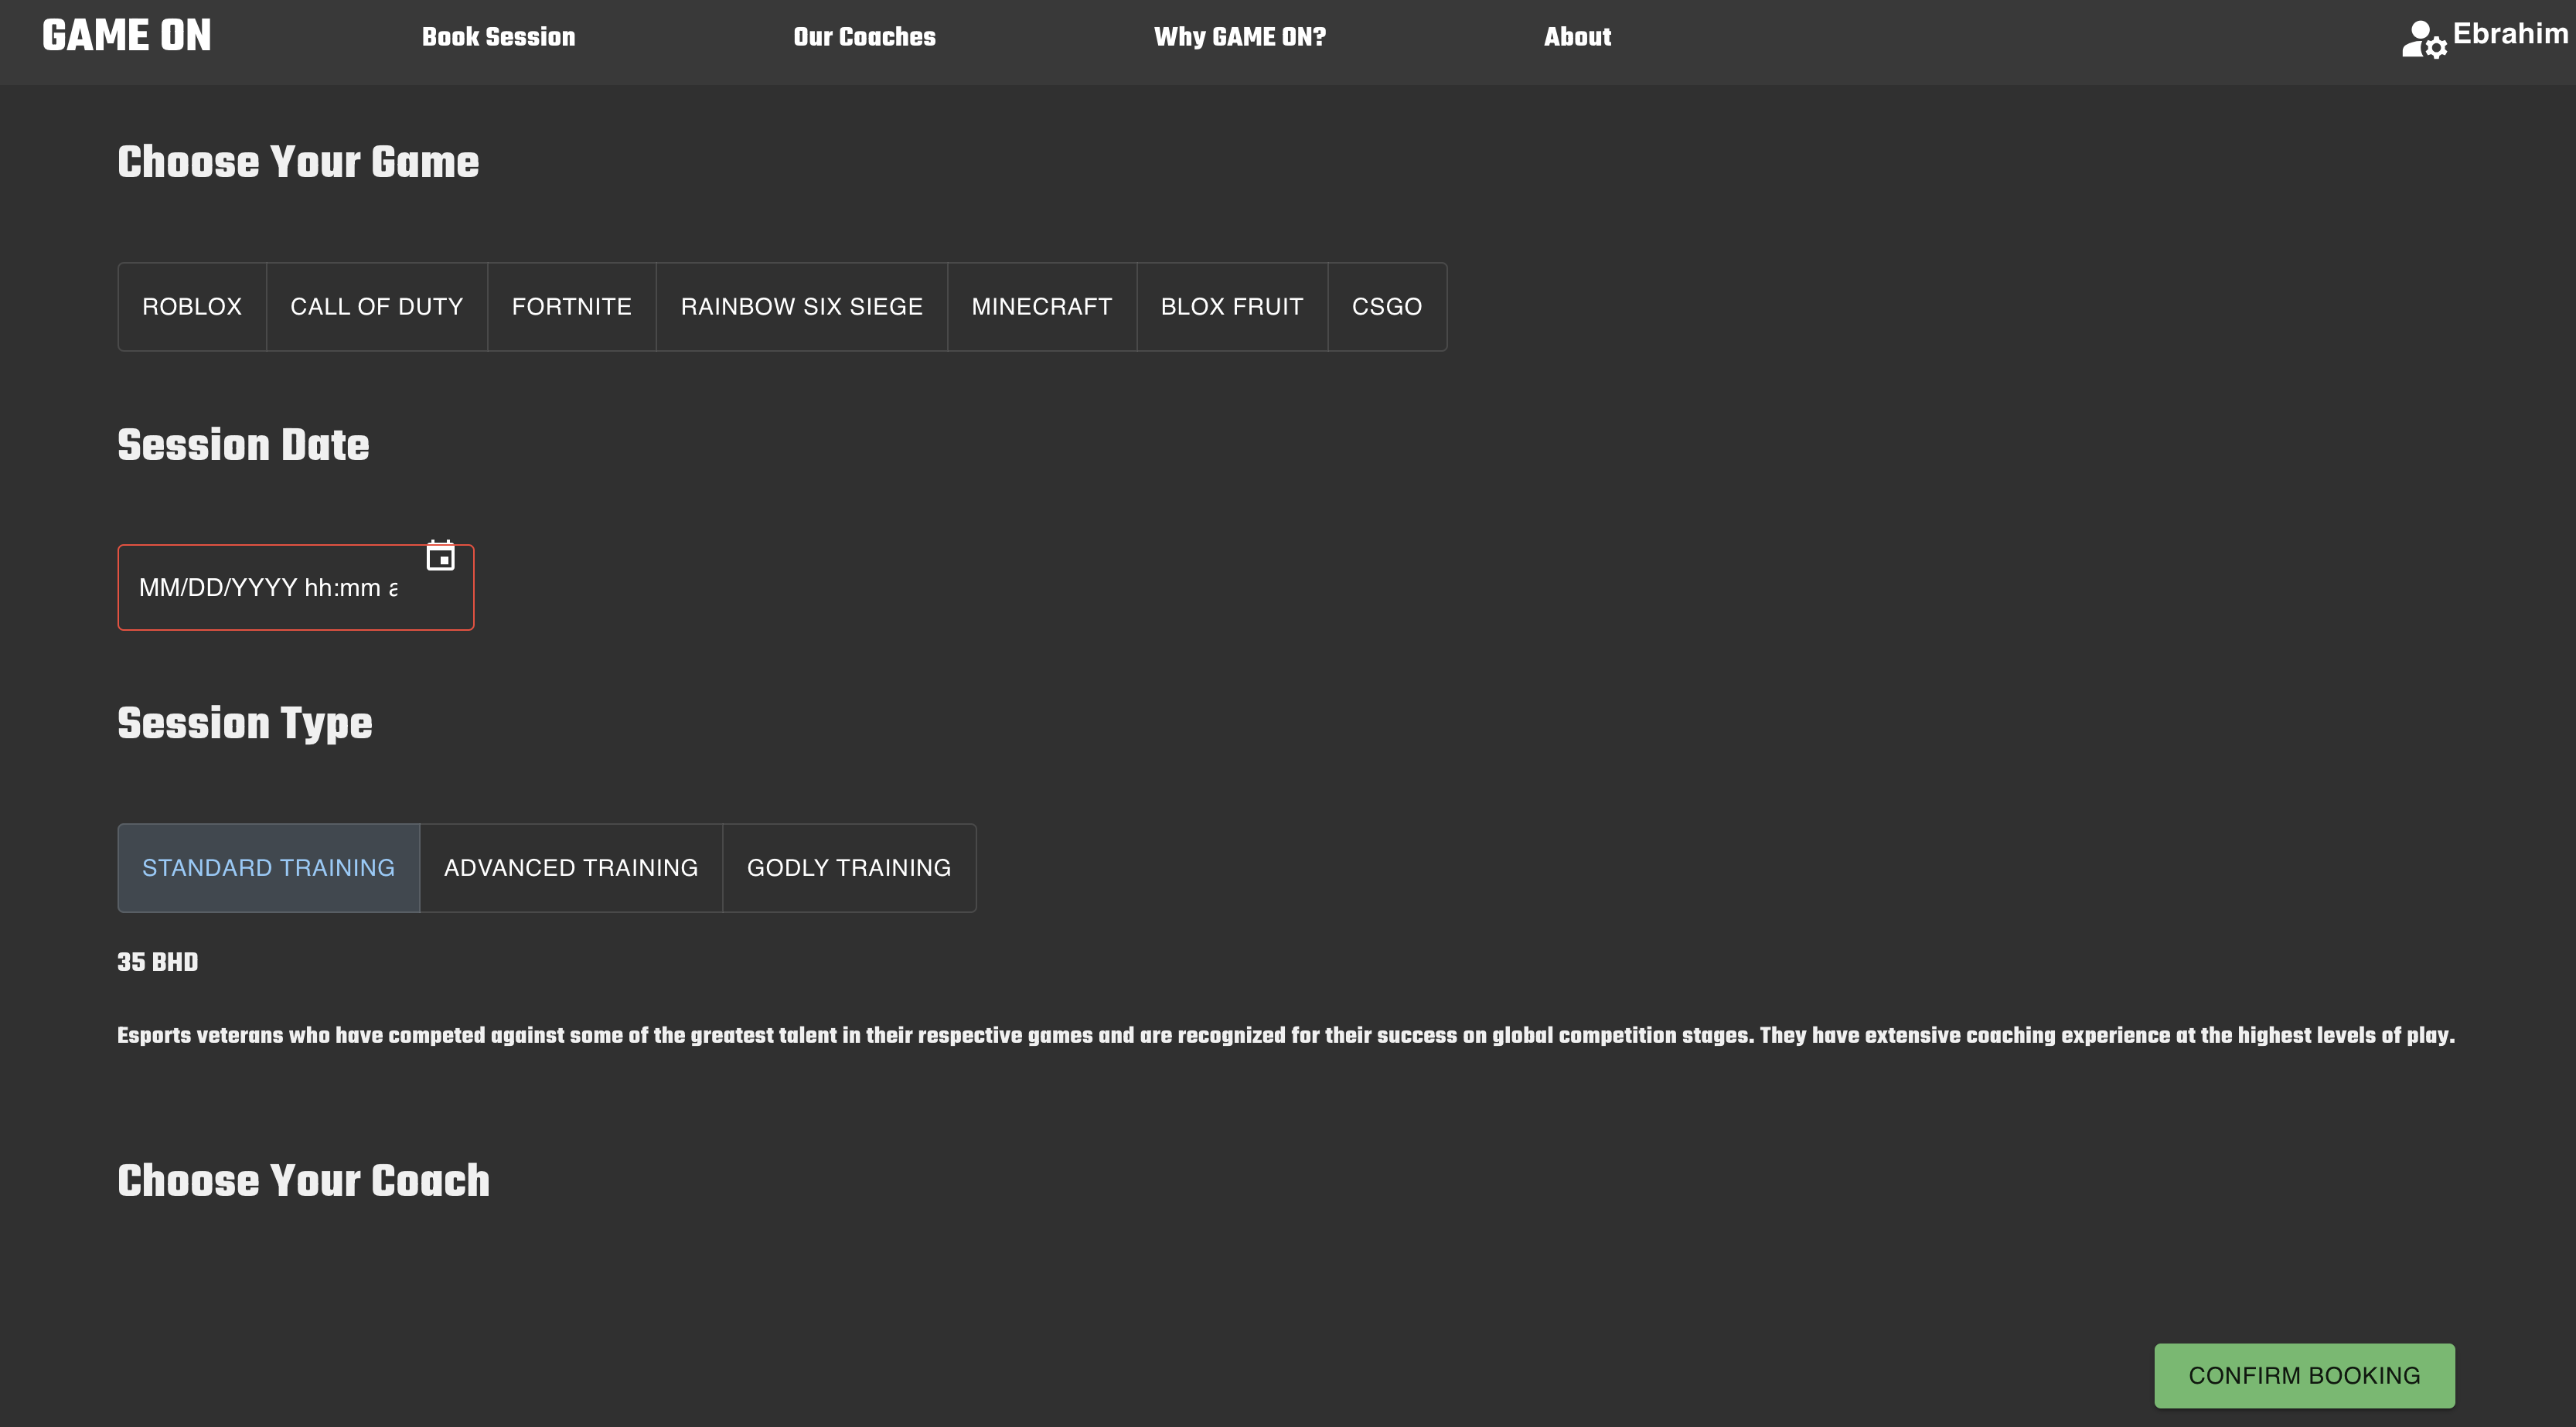 GAME ON
Book Session
Our Coaches
Why GAME ON?
About
Ebrahim
Choose Your Game
ROBLOX
CALL OF DUTY
FORTNITE
RAINBOW SIX SIEGE
MINECRAFT
BLOX FRUIT
CSGO
Session Date
MM/DD/YYYY hh:mm a
Session Type
STANDARD TRAINING
ADVANCED TRAINING
GODLY TRAINING
35 BHD
Esports veterans who have competed against some of the greatest talent in their respective games and are recognized for their success on global competition stages. They have extensive coaching experience at the highest levels of play.
Choose Your Coach
CONFIRM BOOKING